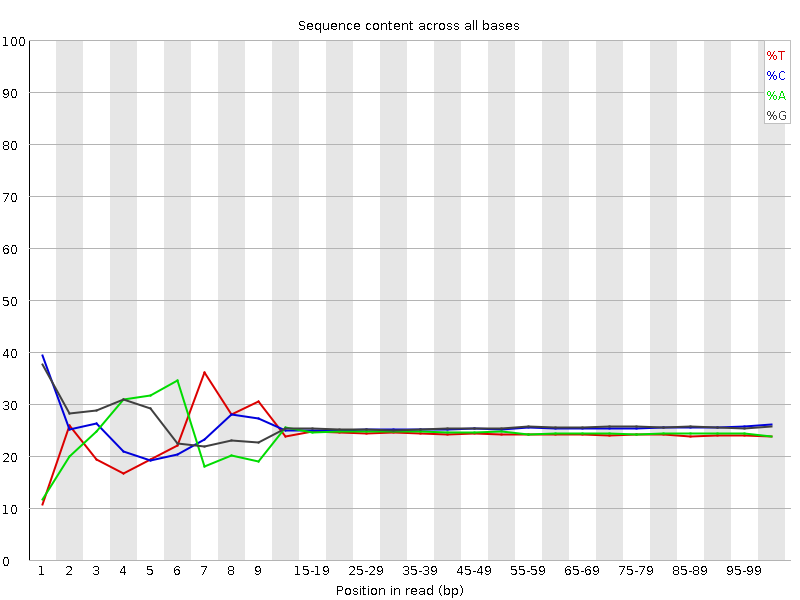 Sequence content across all bases
100
90
80
70
60
50
40
30
20
10
0
%T
%C
%A
%G
1 2 3 4 5 6 7 8 9 15-19 25-29 35-39 45-49 55-59 65-69 75-79 85-89 95-99
Position in read (bp)